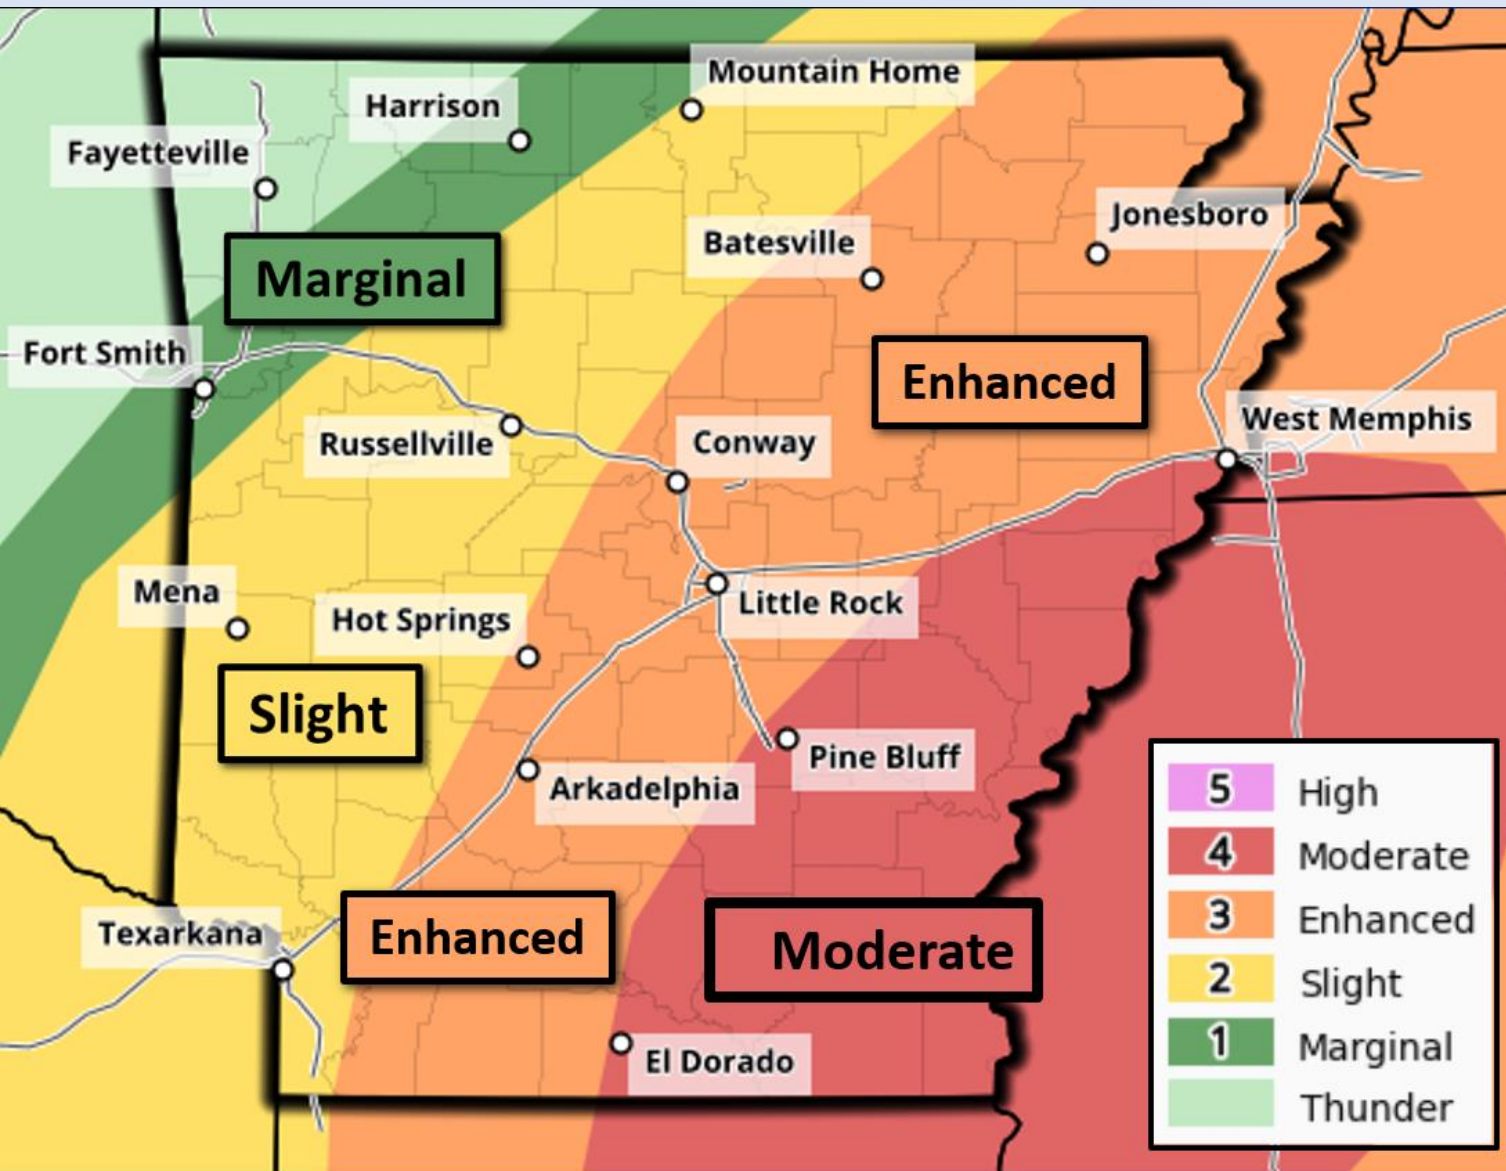 Mountain Home
Harrison
Fayetteville
Jonesboro
Batesville
Marginal
Fort Smith
Enhanced
West Memphis
Russellville
Conway
Mena
Hot Springs
Little Rock
Slight
Pine Bluff
Arkadelphia
Texarkana
Enhanced
Moderate
El Dorado
5 High
4 Moderate
3 Enhanced
2 Slight
1 Marginal
Thunder